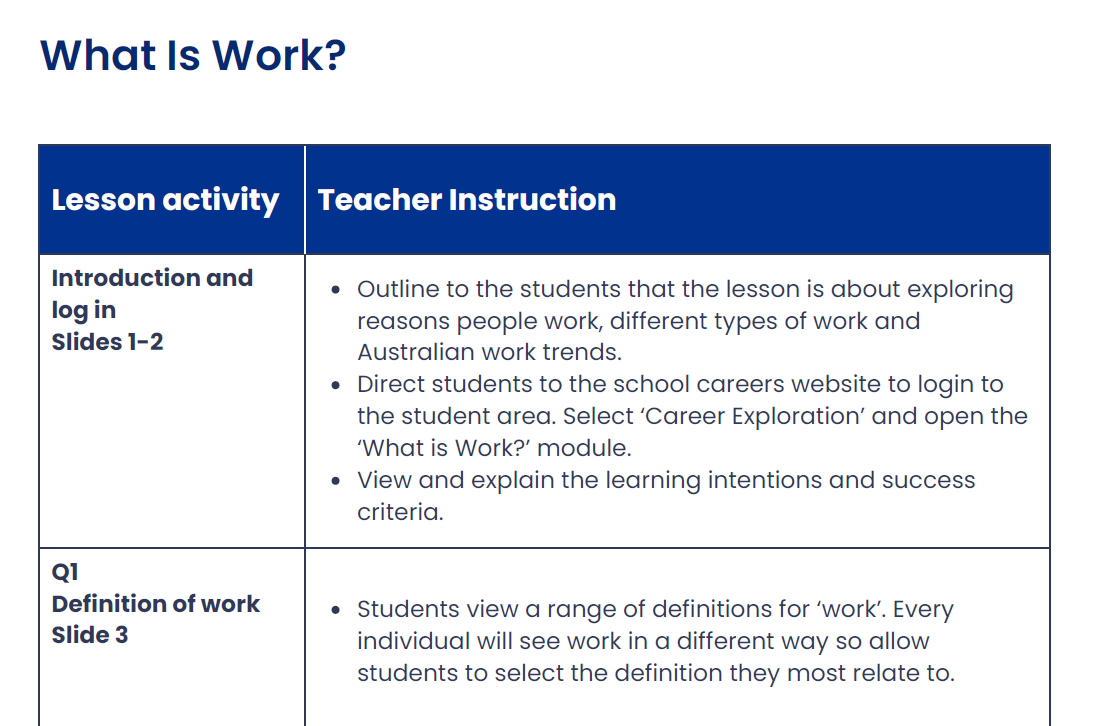 What Is Work?
Lesson activity
Teacher Instruction
Introduction and
log in
Slides 1-2
• Outline to the students that the lesson is about exploring
reasons people work, different types of work and
Australian work trends.
• Direct students to the school careers website to login to
the student area. Select ‘Career Exploration’ and open the
‘What is Work?’ module.
• View and explain the learning intentions and success
criteria.
Q1
Definition of work
Slide 3
• Students view a range of definitions for ‘work’. Every
individual will see work in a different way so allow
students to select the definition they most relate to.